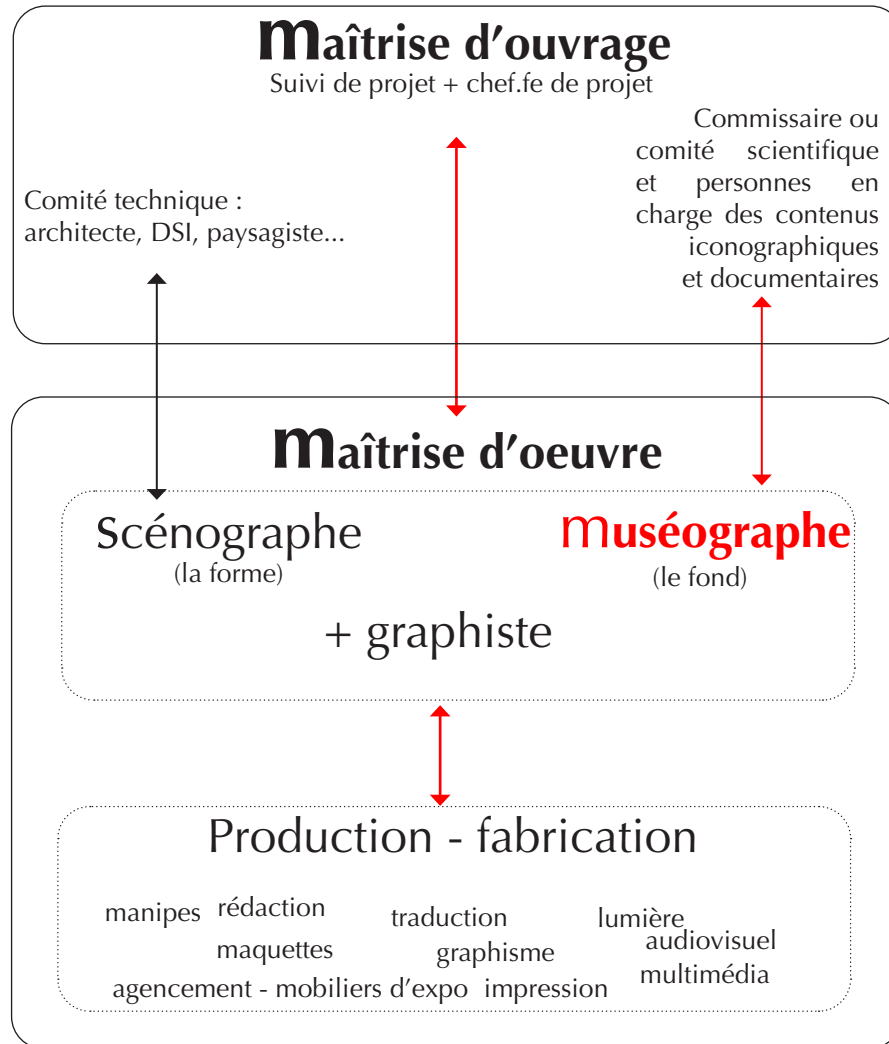 maîtrise d'ouvrage
Suivi de projet + chef.fe de projet
Comité technique :
architecte, DSI, paysagiste...
Commissaire ou
comité scientifique
et personnes en
charge des contenus
iconographiques
et documentaires
maîtrise d'oeuvre
scénographe
(la forme)
muséographe
(le fond)
+ graphiste
Production - fabrication
manipes rédaction traduction lumière
maquettes graphisme audiovisuel
agencement - mobiliers d'expo impression multimédia